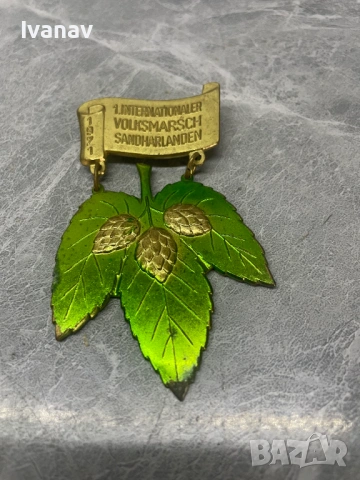 Ivanav
1.INTERNATIONALER
VOLKSMARSCH
SANDHARLANDEN
1971
BAZAR